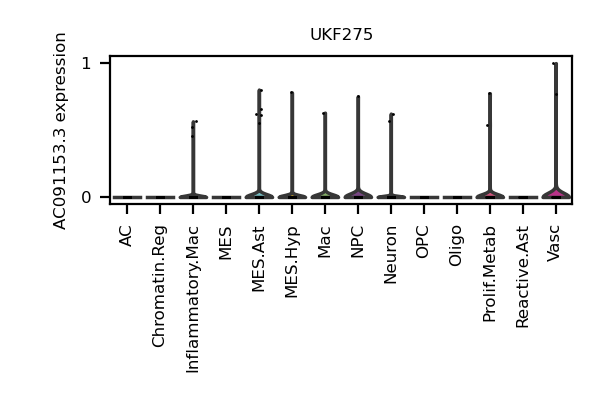 UKF275
AC091153.3 expression
1
0
AC
Chromatin.Reg
Inflammatory.Mac
MES
MES.Ast
MES.Hyp
Mac
NPC
Neuron
OPC
Oligo
Prolif.Metab
Reactive.Ast
Vasc